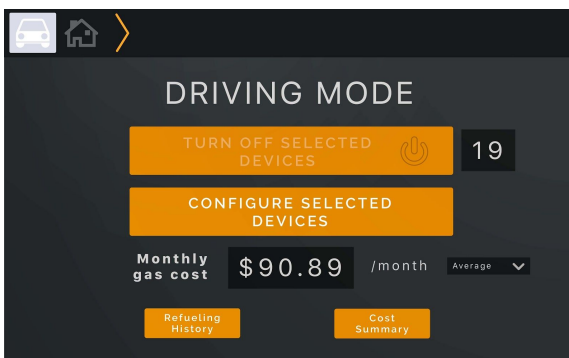 DRIVING MODE
TURN OFF SELECTED
DEVICES
19
CONFIGURE SELECTED
DEVICES
Monthly
gas cost
$90.89
/month
Average
Refueling
History
Cost
Summary